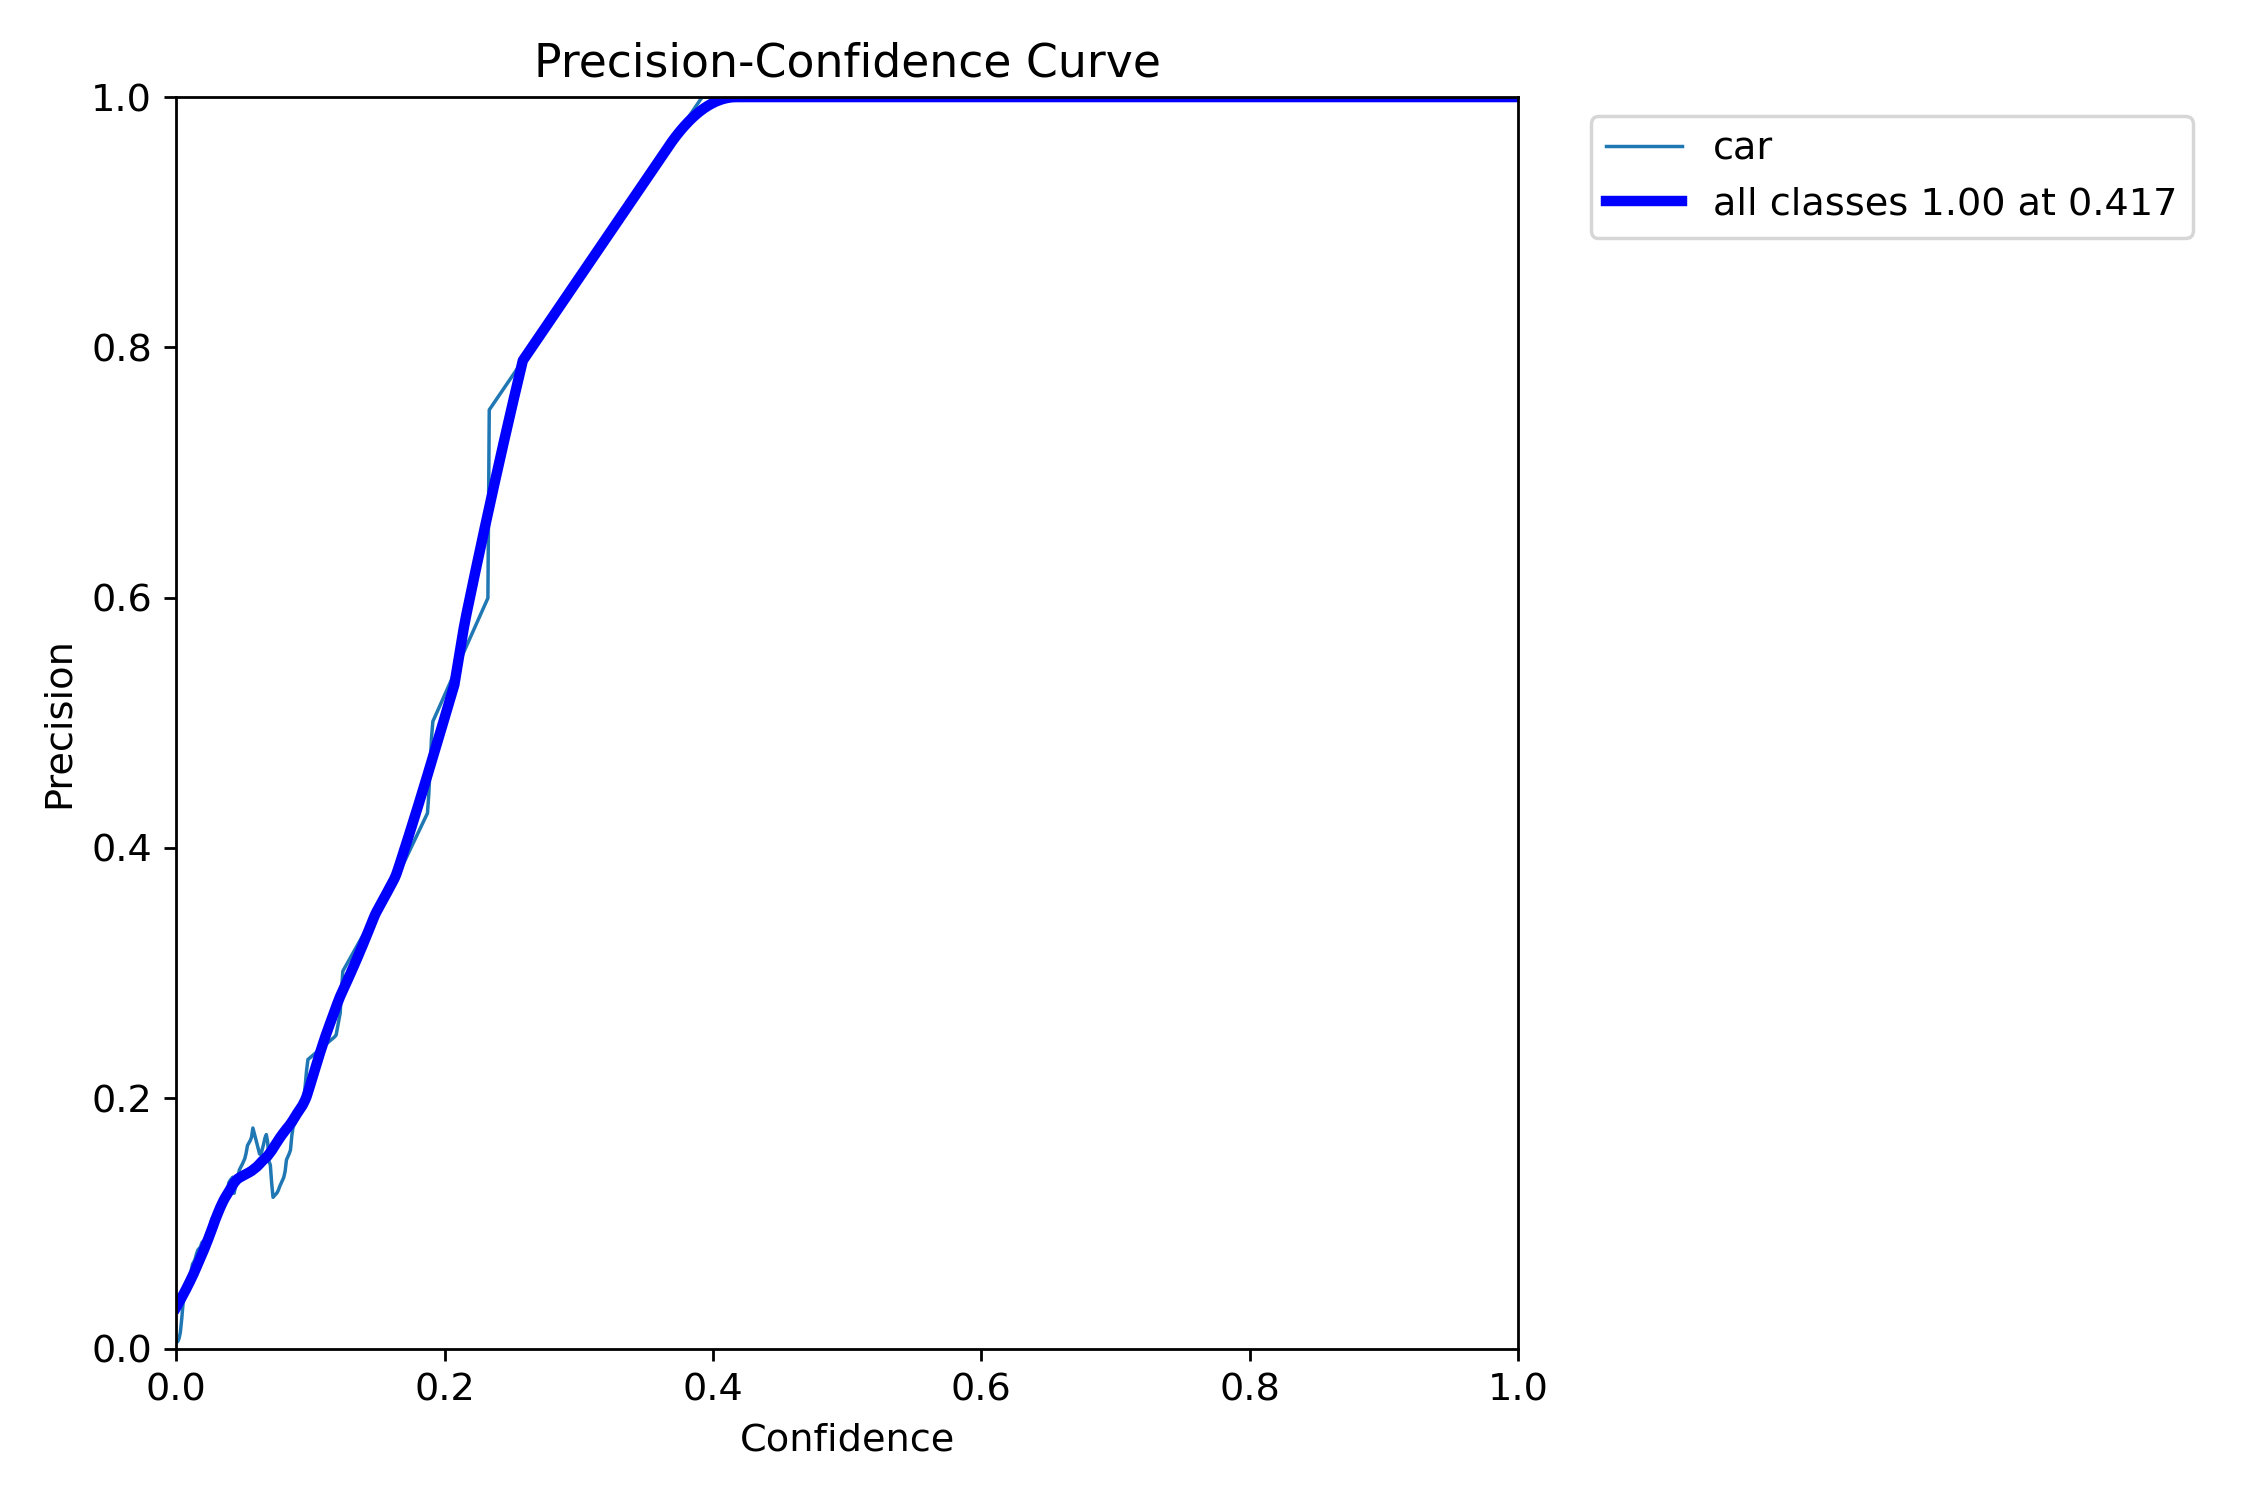 Precision-Confidence Curve
1.0
0.8
0.6
0.4
0.2
0.0
Precision
0.0 0.2 0.4 0.6 0.8 1.0
Confidence
car
all classes 1.00 at 0.417